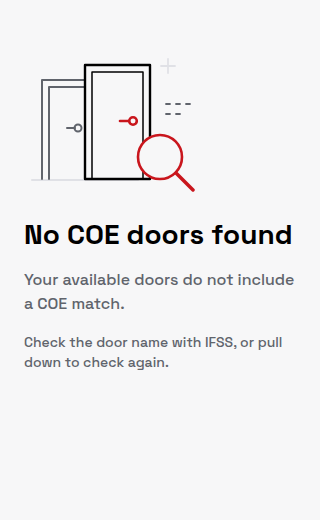 No COE doors found
Your available doors do not include
a COE match.
Check the door name with IFSS, or pull
down to check again.